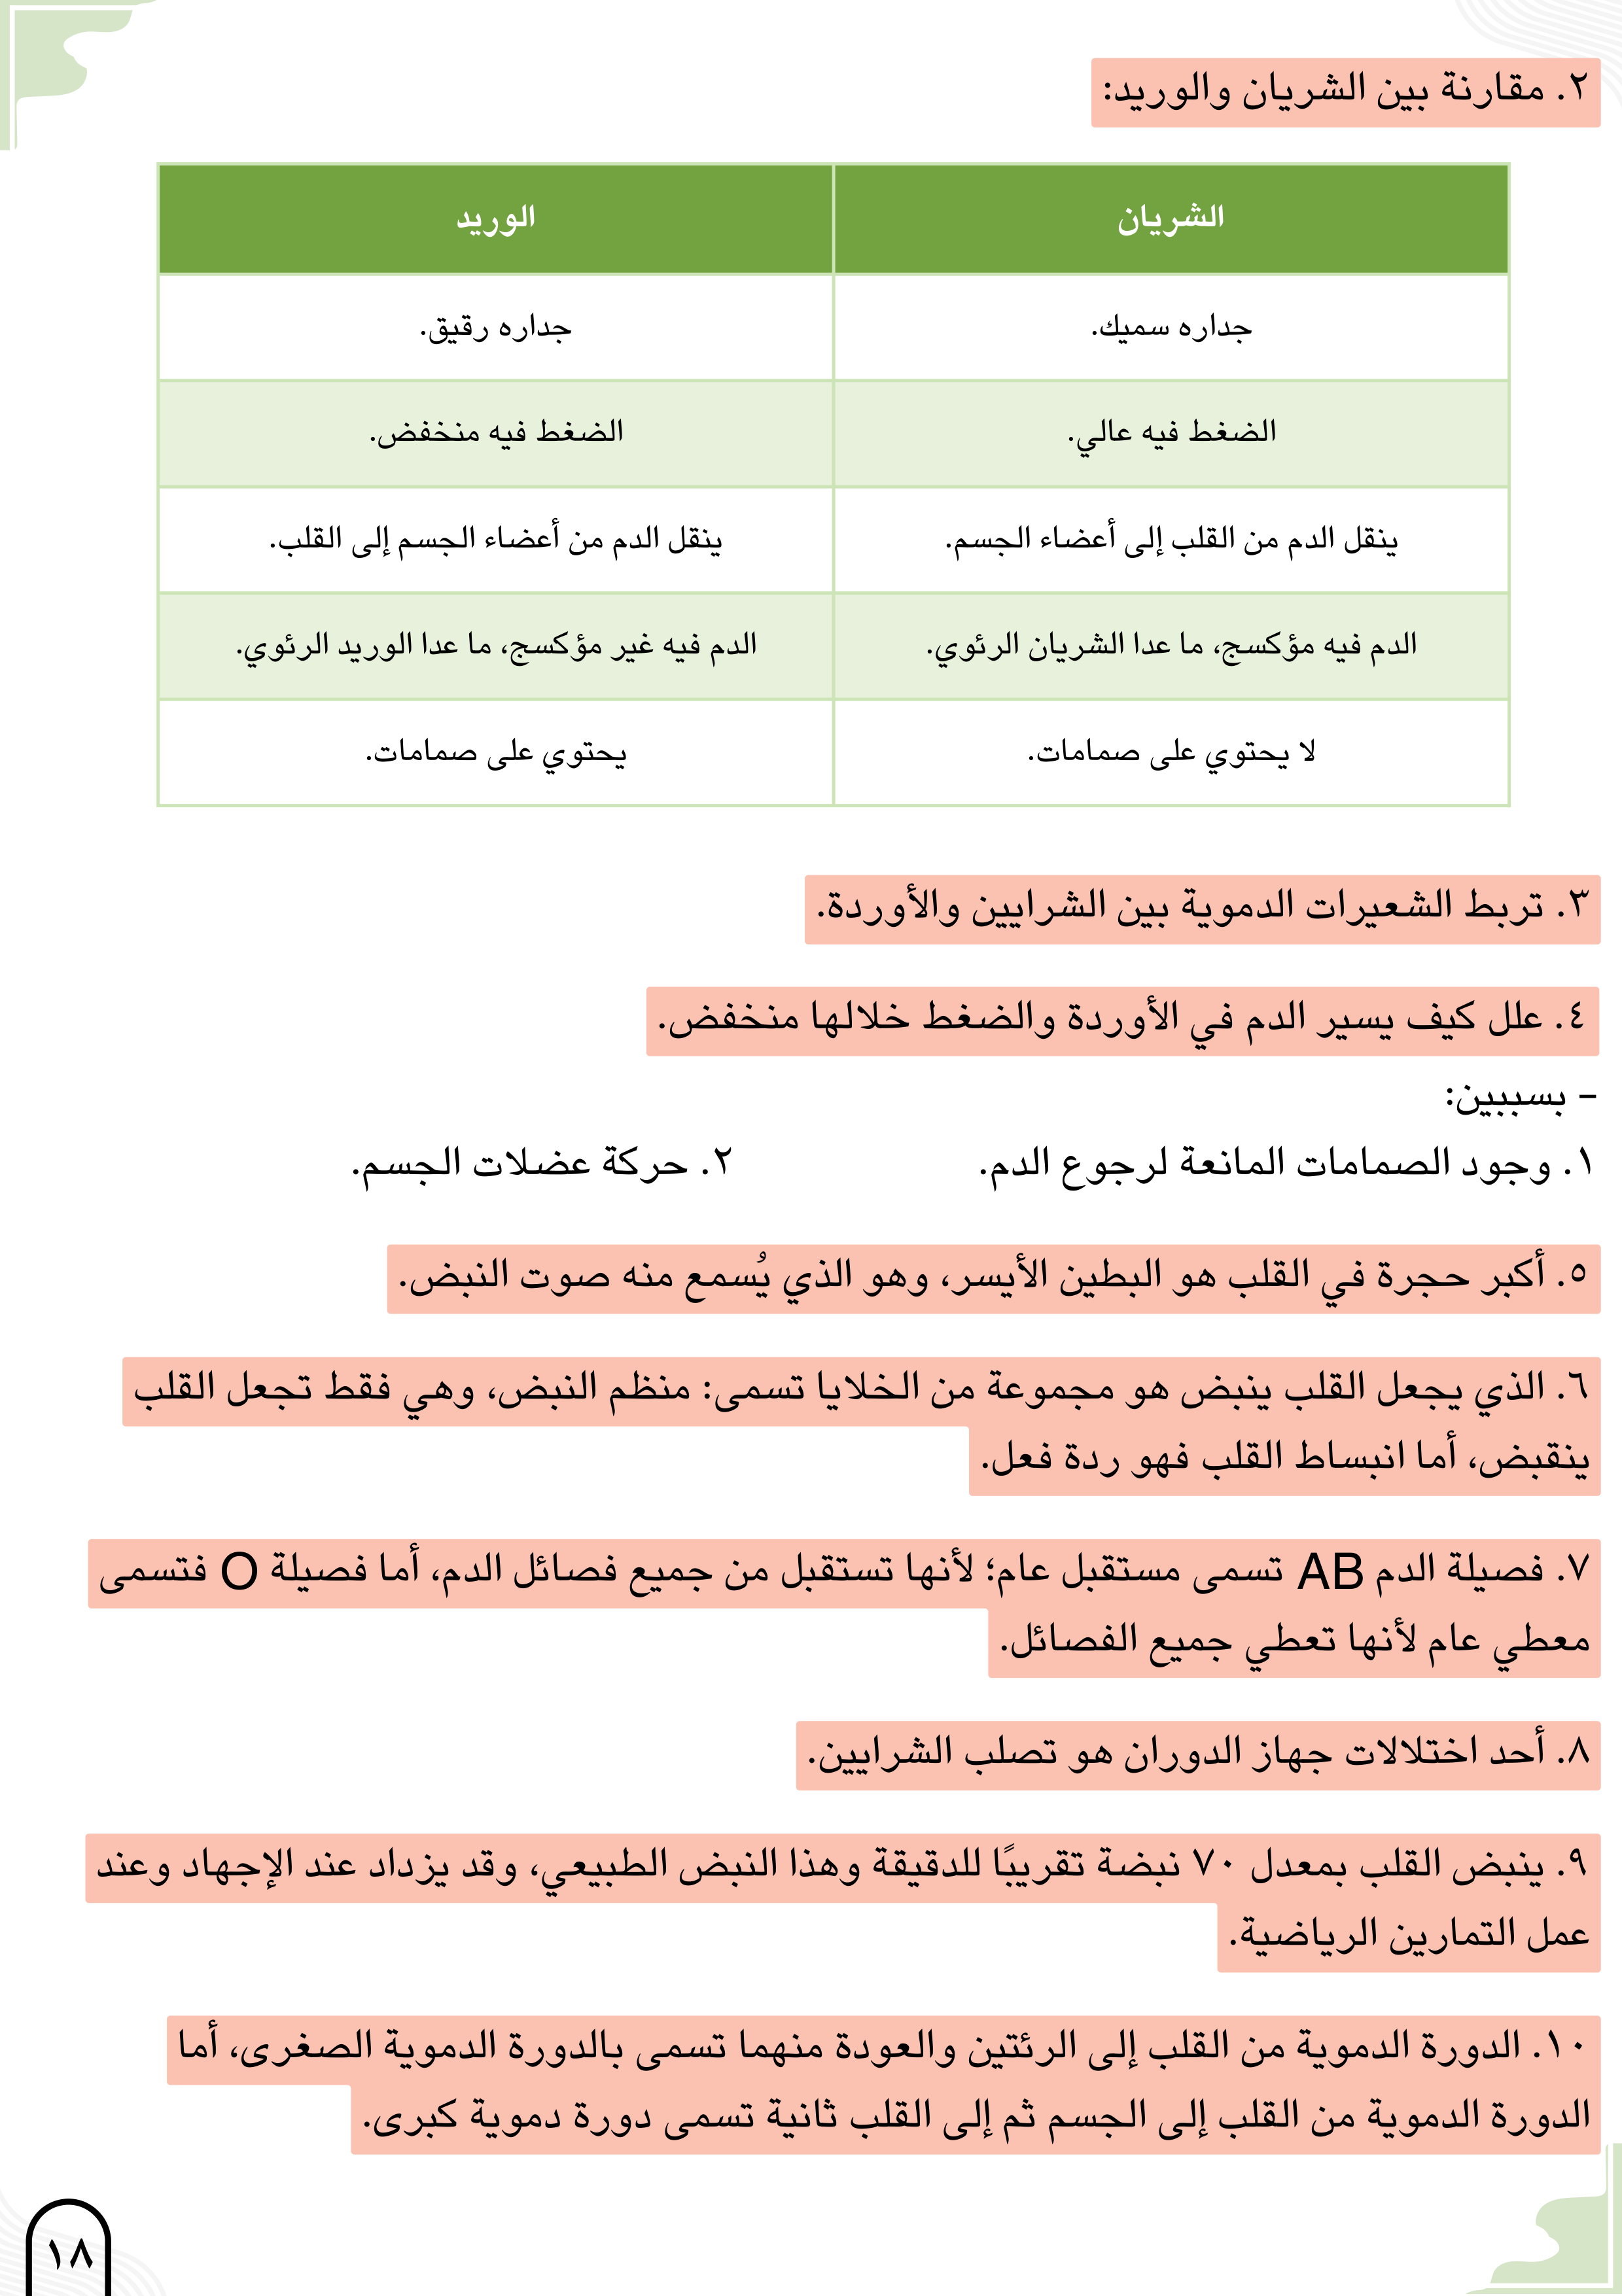 ٢. مقارنة بين الشريان والوريد:
الشريان الوريد
جداره سميك. جداره رقيق.
الضغط فيه عالي. الضغط فيه منخفض.
ينقل الدم من القلب إلى أعضاء الجسم. ينقل الدم من أعضاء الجسم إلى القلب.
الدم فيه مؤكسج، ما عدا الشريان الرئوي. الدم فيه غير مؤكسج، ما عدا الوريد الرئوي.
لا يحتوي على صمامات. يحتوي على صمامات.
٣. تربط الشعيرات الدموية بين الشرايين والأوردة.
٤. علل كيف يسير الدم في الأوردة والضغط خلالها منخفض.
– بسببين:
١. وجود الصمامات المانعة لرجوع الدم. ٢. حركة عضلات الجسم.
٥. أكبر حجرة في القلب هو البطين الأيسر، وهو الذي يُسمع منه صوت النبض.
٦. الذي يجعل القلب ينبض هو مجموعة من الخلايا تسمى: منظم النبض، وهي فقط تجعل القلب
ينقبض، أما انبساط القلب فهو ردة فعل.
٧. فصيلة الدم AB تسمى مستقبل عام؛ لأنها تستقبل من جميع فصائل الدم، أما فصيلة O فتسمى
معطي عام لأنها تعطي جميع الفصائل.
٨. أحد اختلالات جهاز الدوران هو تصلب الشرايين.
٩. ينبض القلب بمعدل ٧٠ نبضة تقريبًا للدقيقة وهذا النبض الطبيعي، وقد يزداد عند الإجهاد وعند
عمل التمارين الرياضية.
١٠. الدورة الدموية من القلب إلى الرئتين والعودة منهما تسمى بالدورة الدموية الصغرى، أما
الدورة الدموية من القلب إلى الجسم ثم إلى القلب ثانية تسمى دورة دموية كبرى.
١٨